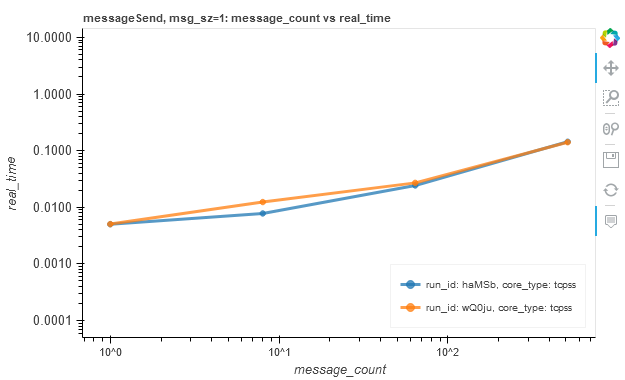 messageSend, msg_sz=1: message_count vs real_time
10.0000
1.0000
0.1000
0.0100
0.0010
0.0001
real_time
10^0
10^1
10^2
message_count
run_id: haMSb, core_type: tcpss
run_id: wQ0ju, core_type: tcpss